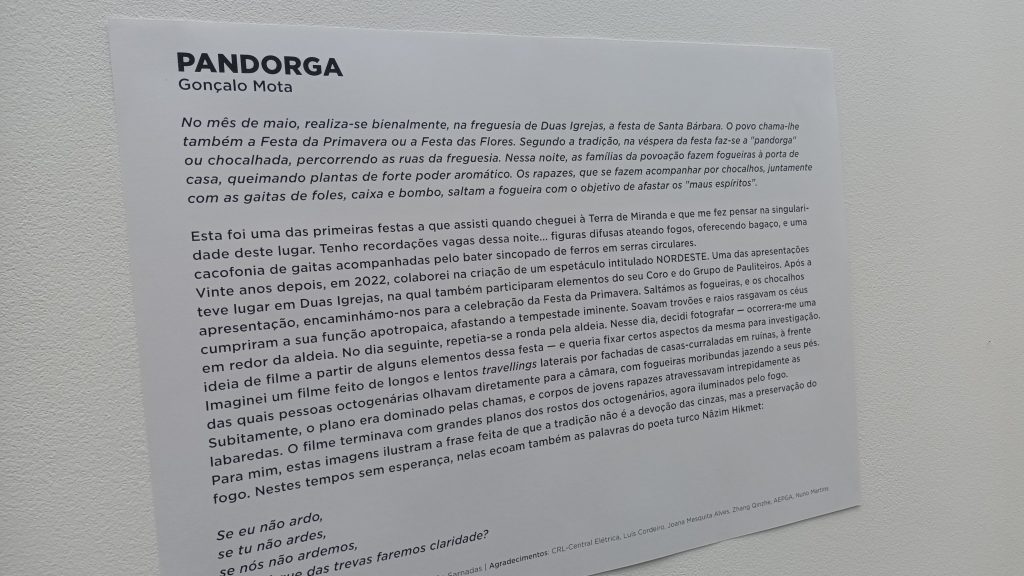 PANDORGA
Gonçalo Mota
No mês de maio, realiza-se bienalmente, na freguesia de Duas Igrejas, a festa de Santa Bárbara. O povo chama-lhe
também a Festa da Primavera ou a Festa das Flores. Segundo a tradição, na véspera da festa faz-se a "pandorga"
ou chocalhada, percorrendo as ruas da freguesia. Nessa noite, as famílias da povoação fazem fogueiras à porta de
casa, queimando plantas de forte poder aromático. Os rapazes, que se fazem acompanhar por chocalhos, juntamente
com as gaitas de foles, caixa e bombo, saltam a fogueira com o objetivo de afastar os "maus espíritos".
Esta foi uma das primeiras festas a que assisti quando cheguei à Terra de Miranda e que me fez pensar na singulari-
dade deste lugar. Tenho recordações vagas dessa noite... figuras difusas ateando fogos, oferecendo bagaço, e uma
cacofonia de gaitas acompanhadas pelo bater sincopado de ferros em serras circulares.
Vinte anos depois, em 2022, colaborei na criação de um espetáculo intitulado NORDESTE. Uma das apresentações
teve lugar em Duas Igrejas, na qual também participaram elementos do seu Coro e do Grupo de Pauliteiros. Após a
apresentação, encaminhámo-nos para a celebração da Festa da Primavera. Saltámos as fogueiras, e os chocalhos
cumpriram a sua função apotropaica, afastando a tempestade iminente. Soavam trovões e raios rasgavam os céus
em redor da aldeia. No dia seguinte, repetia-se a ronda pela aldeia. Nesse dia, decidi fotografar — ocorrera-me uma
ideia de filme a partir de alguns elementos dessa festa — e queria fixar certos aspectos da mesma para investigação.
Imaginei um filme feito de longos e lentos travellings laterais por fachadas de casas-curraladas em ruínas, à frente
das quais pessoas octogenárias olhavam diretamente para a câmara, com fogueiras moribundas jazendo a seus pés.
Subitamente, o plano era dominado pelas chamas, e corpos de jovens rapazes atravessavam intrepidamente as
labaredas. O filme terminava com grandes planos dos rostos dos octogenários, agora iluminados pelo fogo.
Para mim, estas imagens ilustram a frase feita de que a tradição não é a devoção das cinzas, mas a preservação do
fogo. Nestes tempos sem esperança, nelas ecoam também as palavras do poeta turco Nâzim Hikmet:
Se eu não ardo,
se tu não ardes,
se nós não ardemos,
que das trevas faremos claridade?
Sarnadas | Agradecimentos: CRL-Central Elétrica, Luís Cordeiro, Joana Mesquita Alves, Zhang Qinzhe, AEPGA, Nuno Martins